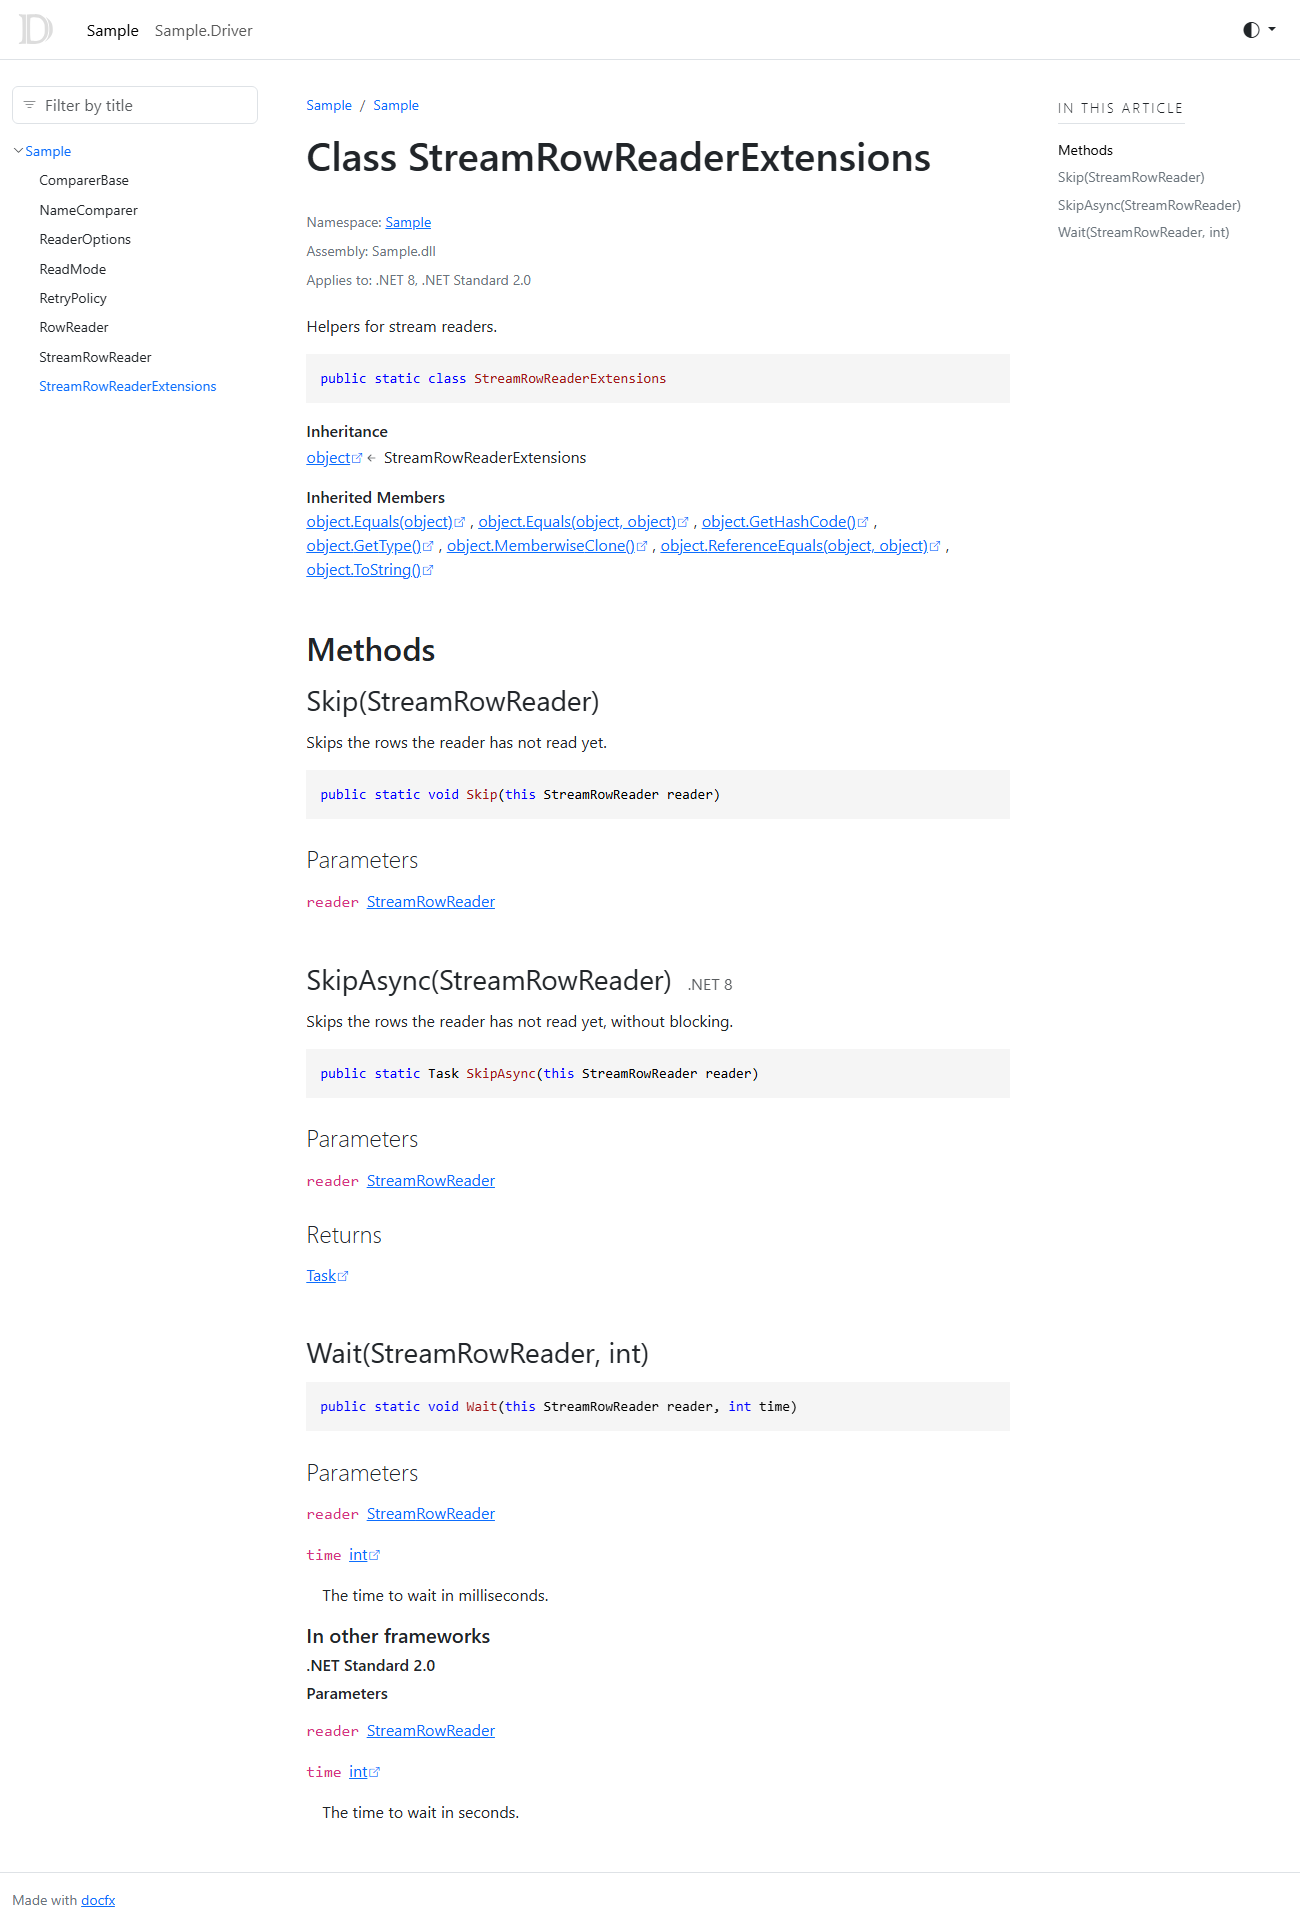 D
Sample Sample.Driver
Filter by title
Sample
ComparerBase
NameComparer
ReaderOptions
ReadMode
RetryPolicy
RowReader
StreamRowReader
StreamRowReaderExtensions
Sample / Sample
Class StreamRowReaderExtensions
Namespace: Sample
Assembly: Sample.dll
Applies to: .NET 8, .NET Standard 2.0
Helpers for stream readers.
public static class StreamRowReaderExtensions
Inheritance
object ← StreamRowReaderExtensions
Inherited Members
object.Equals(object) , object.Equals(object, object) , object.GetHashCode() ,
object.GetType() , object.MemberwiseClone() , object.ReferenceEquals(object, object) ,
object.ToString()
Methods
Skip(StreamRowReader)
Skips the rows the reader has not read yet.
public static void Skip(this StreamRowReader reader)
Parameters
reader StreamRowReader
SkipAsync(StreamRowReader) .NET 8
Skips the rows the reader has not read yet, without blocking.
public static Task SkipAsync(this StreamRowReader reader)
Parameters
reader StreamRowReader
Returns
Task
Wait(StreamRowReader, int)
public static void Wait(this StreamRowReader reader, int time)
Parameters
reader StreamRowReader
time int
The time to wait in milliseconds.
In other frameworks
.NET Standard 2.0
Parameters
reader StreamRowReader
time int
The time to wait in seconds.
IN THIS ARTICLE
Methods
Skip(StreamRowReader)
SkipAsync(StreamRowReader)
Wait(StreamRowReader, int)
Made with docfx